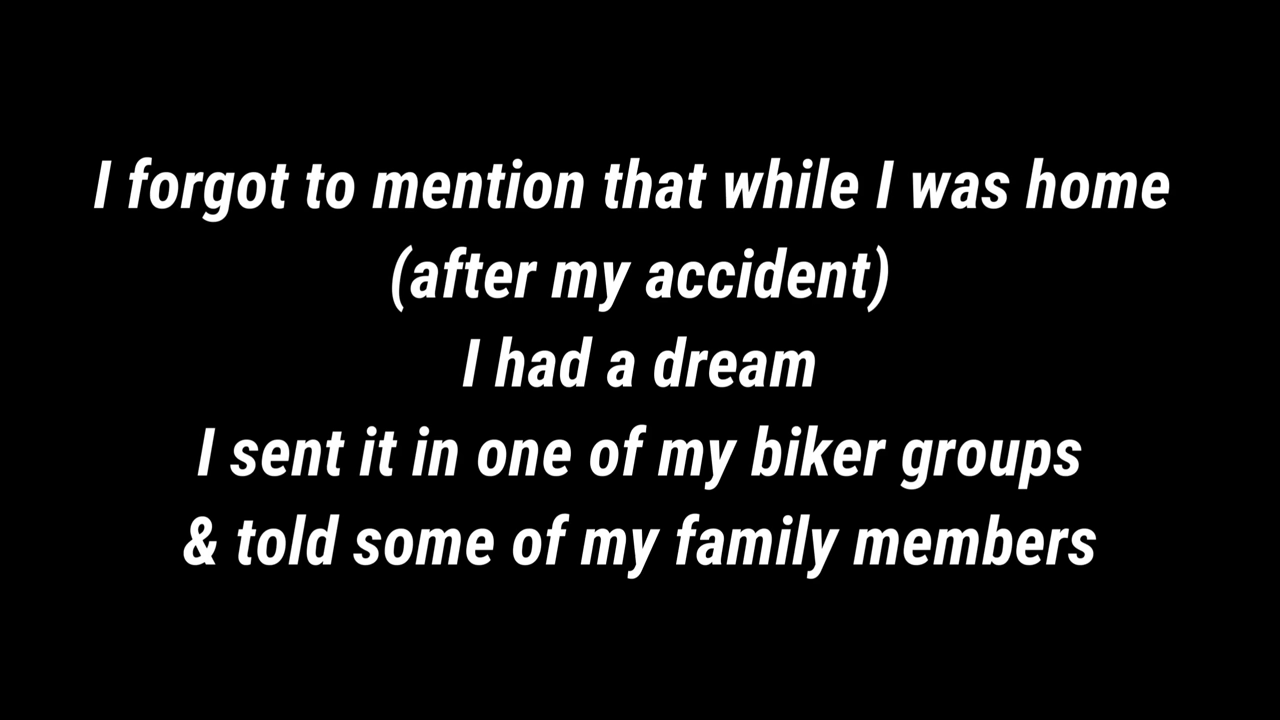 I forgot to mention that while I was home
(after my accident)
I had a dream
I sent it in one of my biker groups
& told some of my family members